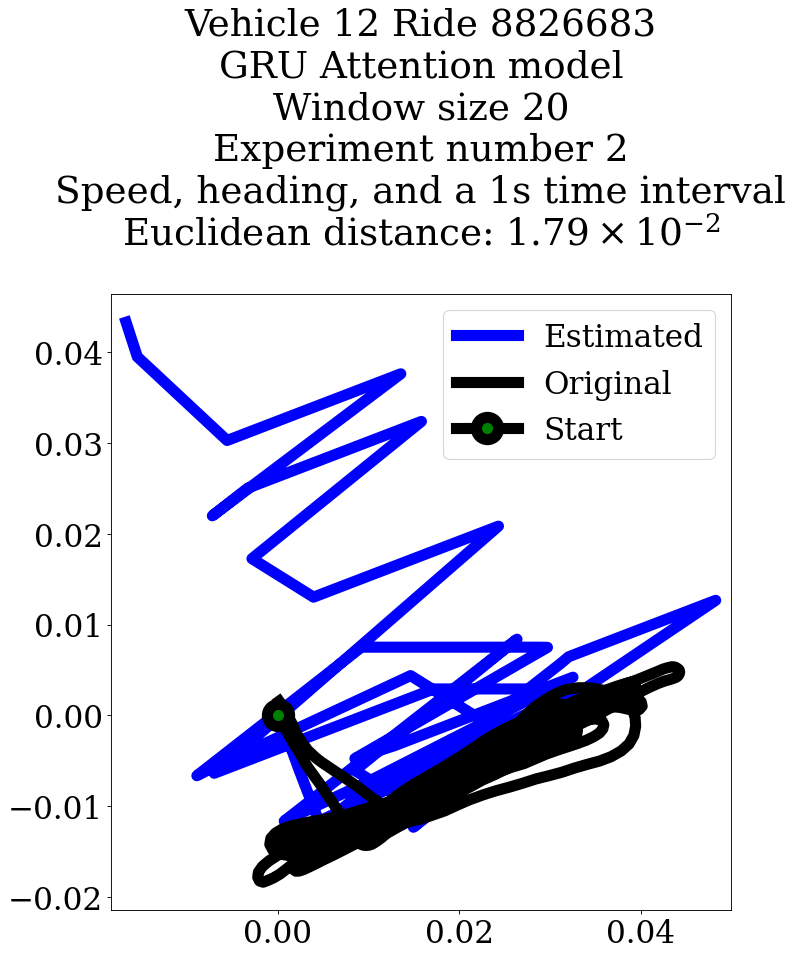 Vehicle 12 Ride 8826683
GRU Attention model
Window size 20
Experiment number 2
Speed, heading, and a 1s time interval
Euclidean distance: 1.79 × 10⁻²
Estimated
Original
Start
0.04
0.03
0.02
0.01
0.00
−0.01
−0.02
0.00 0.02 0.04